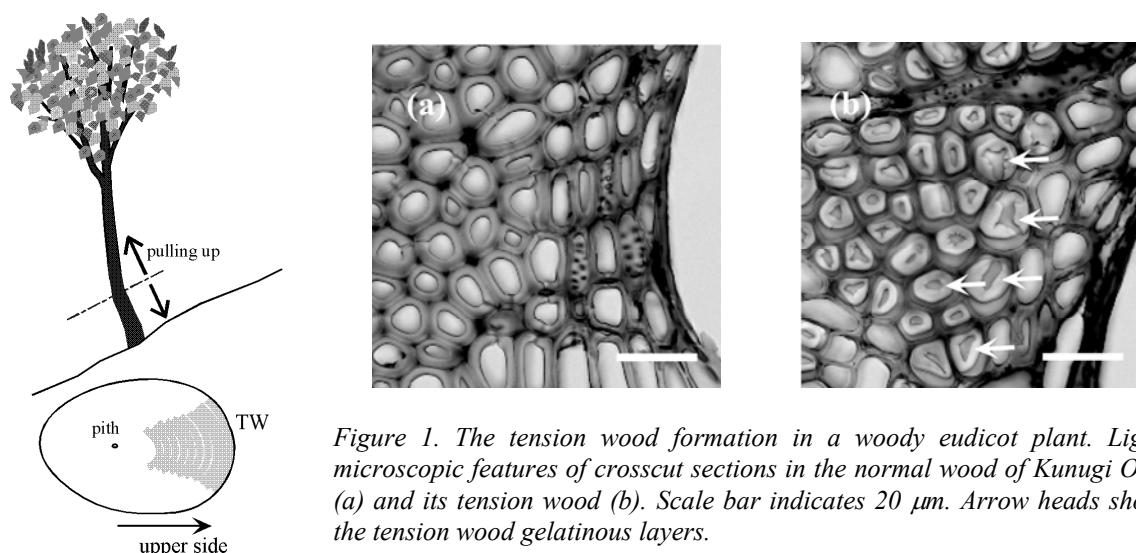 (a)
(b)
pulling up
pith
TW
upper side
Figure 1. The tension wood formation in a woody eudicot plant.
microscopic features of crosscut sections in the normal wood of Kunugi
(a) and its tension wood (b). Scale bar indicates 20 μm. Arrow heads
the tension wood gelatinous layers.